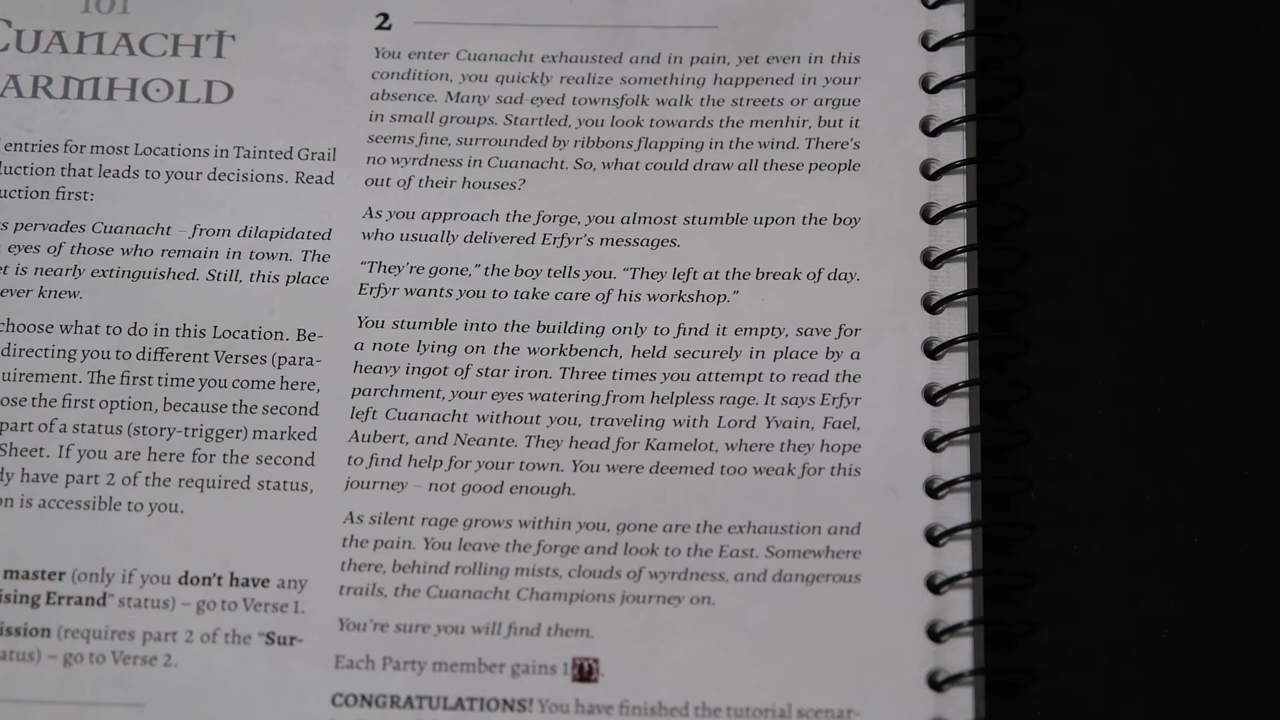 101
CUANACHT
ARMHOLD
entries for most Locations in Tainted Grail
duction that leads to your decisions. Read
uction first:
s pervades Cuanacht – from dilapidated
eyes of those who remain in town. The
et is nearly extinguished. Still, this place
ever knew.
choose what to do in this Location. Be-
directing you to different Verses (para-
uirement. The first time you come here,
ose the first option, because the second
part of a status (story-trigger) marked
Sheet. If you are here for the second
dy have part 2 of the required status,
on is accessible to you.
master (only if you don't have any
ising Errand" status) – go to Verse 1.
ission (requires part 2 of the "Sur-
atus) – go to Verse 2.
2
You enter Cuanacht exhausted and in pain, yet even in this
condition, you quickly realize something happened in your
absence. Many sad-eyed townsfolk walk the streets or argue
in small groups. Startled, you look towards the menhir, but it
seems fine, surrounded by ribbons flapping in the wind. There's
no wyrdness in Cuanacht. So, what could draw all these people
out of their houses?
As you approach the forge, you almost stumble upon the boy
who usually delivered Erfyr's messages.
"They're gone," the boy tells you. "They left at the break of day.
Erfyr wants you to take care of his workshop."
You stumble into the building only to find it empty, save for
a note lying on the workbench, held securely in place by a
heavy ingot of star iron. Three times you attempt to read the
parchment, your eyes watering from helpless rage. It says Erfyr
left Cuanacht without you, traveling with Lord Yvain, Fael,
Aubert, and Neante. They head for Kamelot, where they hope
to find help for your town. You were deemed too weak for this
journey – not good enough.
As silent rage grows within you, gone are the exhaustion and
the pain. You leave the forge and look to the East. Somewhere
there, behind rolling mists, clouds of wyrdness, and dangerous
trails, the Cuanacht Champions journey on.
You're sure you will find them.
Each Party member gains 1 .
CONGRATULATIONS! You have finished the tutorial scenar-